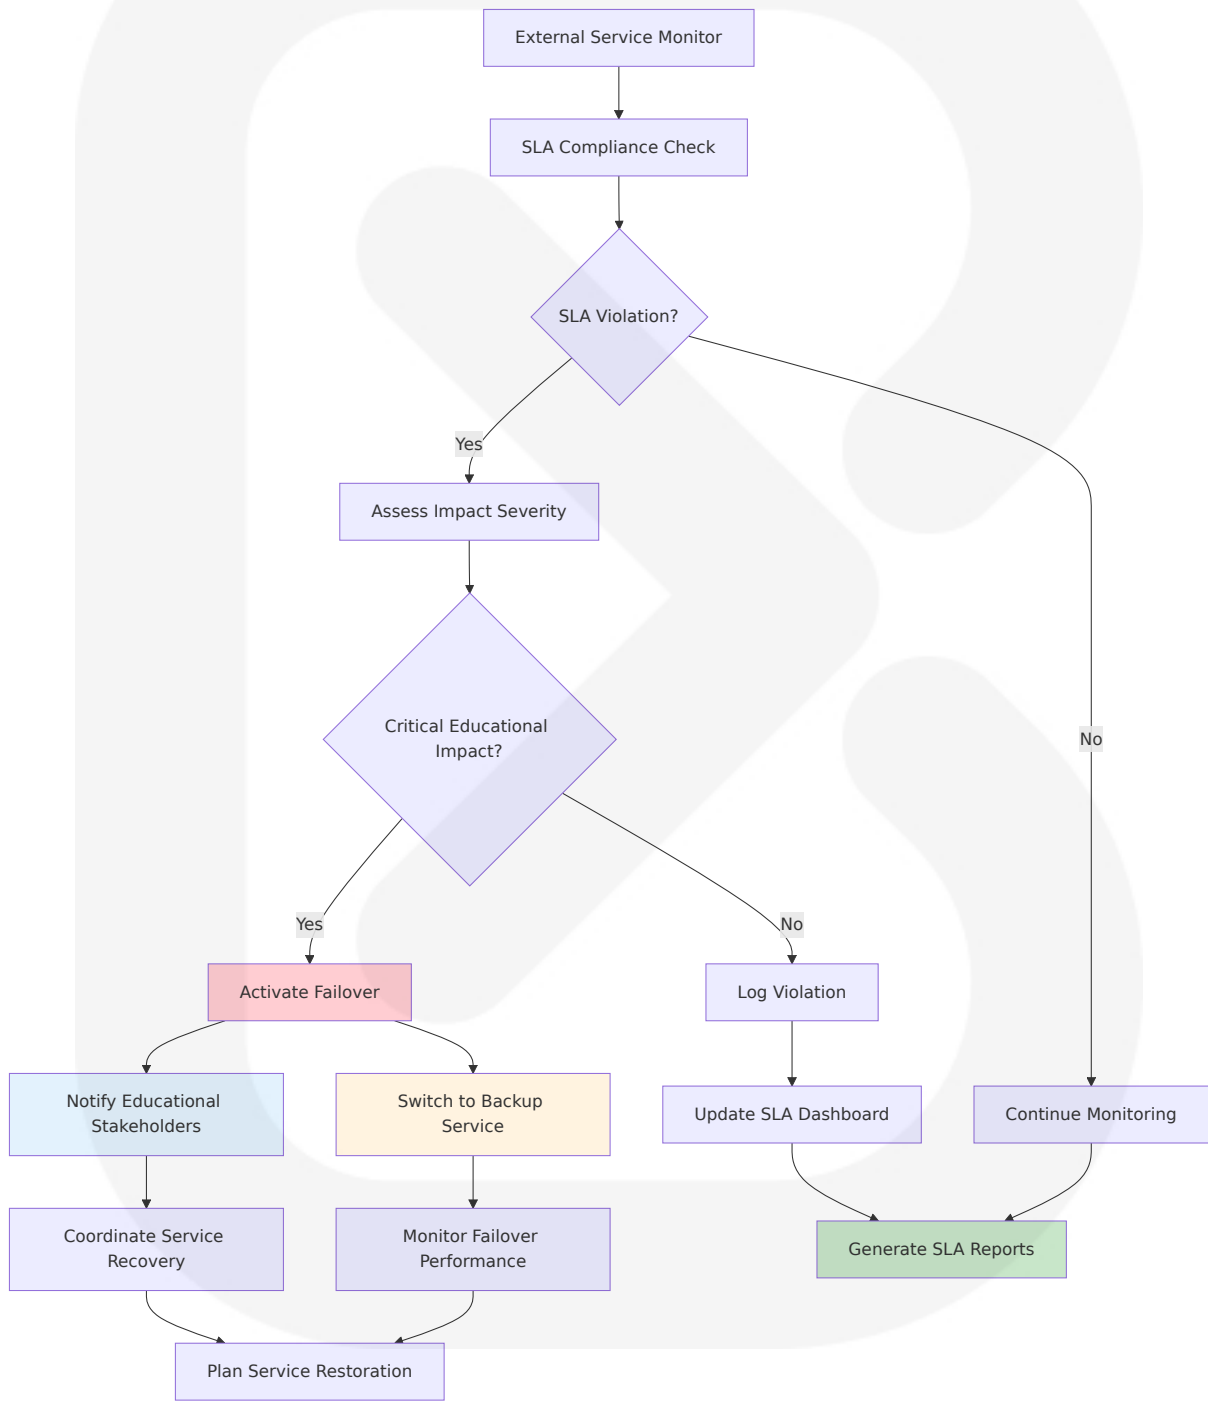 External Service Monitor
SLA Compliance Check
SLA Violation?
Yes
Assess Impact Severity
Critical Educational
Impact?
No
Yes
No
Activate Failover
Log Violation
Notify Educational
Stakeholders
Switch to Backup
Service
Update SLA Dashboard
Continue Monitoring
Coordinate Service
Recovery
Monitor Failover
Performance
Generate SLA Reports
Plan Service Restoration